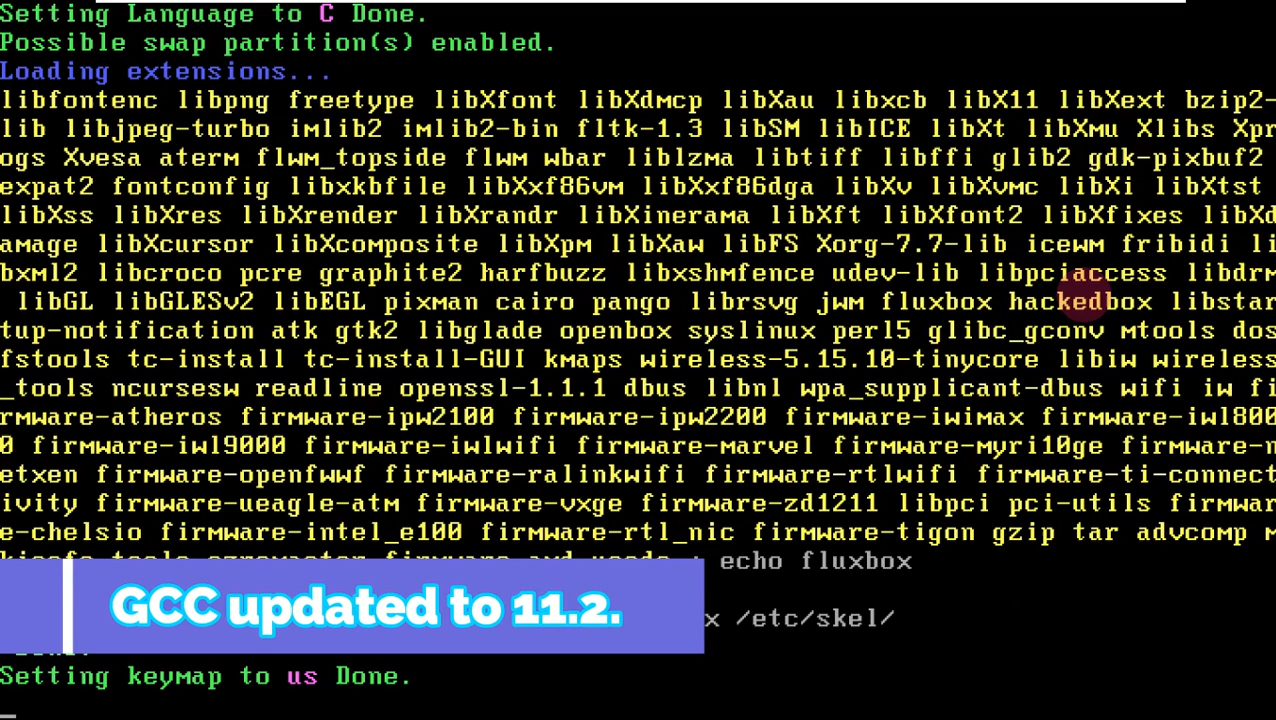 Setting Language to C Done.
Possible swap partition(s) enabled.
Loading extensions...
libfontenc libpng freetype libXfont libXdmcp libXau libxcb libX11 libXext bzip2-
lib libjpeg-turbo imlib2 imlib2-bin fltk-1.3 libSM libICE libXt libXmu Xlibs Xpr
ogs Xvesa aterm flwm_topside flwm wbar liblzma libtiff libffi glib2 gdk-pixbuf2
expat2 fontconfig libxkbfile libXxf86vm libXxf86dga libXv libXvmc libXi libXtst
libXss libXres libXrender libXrandr libXinerama libXft libXfont2 libXfixes libXd
amage libXcursor libXcomposite libXpm libXaw libFS Xorg-7.7-lib icewm fribidi li
bxml2 libcroco pcre graphite2 harfbuzz libxshmfence udev-lib libpciaccess libdrm
libGL libGLESv2 libEGL pixman cairo pango librsvg jwm fluxbox hackedbox libstar
tup-notification atk gtk2 libglade openbox syslinux perl5 glibc_gconv mtools dos
fstools tc-install tc-install-GUI kmaps wireless-5.15.10-tinycore libiw wireless
_tools ncursesw readline openssl-1.1.1 dbus libnl wpa_supplicant-dbus wifi iw fi
rmware-atheros firmware-ipw2100 firmware-ipw2200 firmware-iwimax firmware-iwl800
0 firmware-iwl9000 firmware-iwlwifi firmware-marvel firmware-myri10ge firmware-n
etxen firmware-openfwwf firmware-ralinkwifi firmware-rtlwifi firmware-ti-connect
ivity firmware-ueagle-atm firmware-vxge firmware-zd1211 libpci pci-utils firmwar
e-chelsio firmware-intel_e100 firmware-rtl_nic firmware-tigon gzip tar advcomp m
echo fluxbox
GCC updated to 11.2.
x /etc/skel/
Setting keymap to us Done.